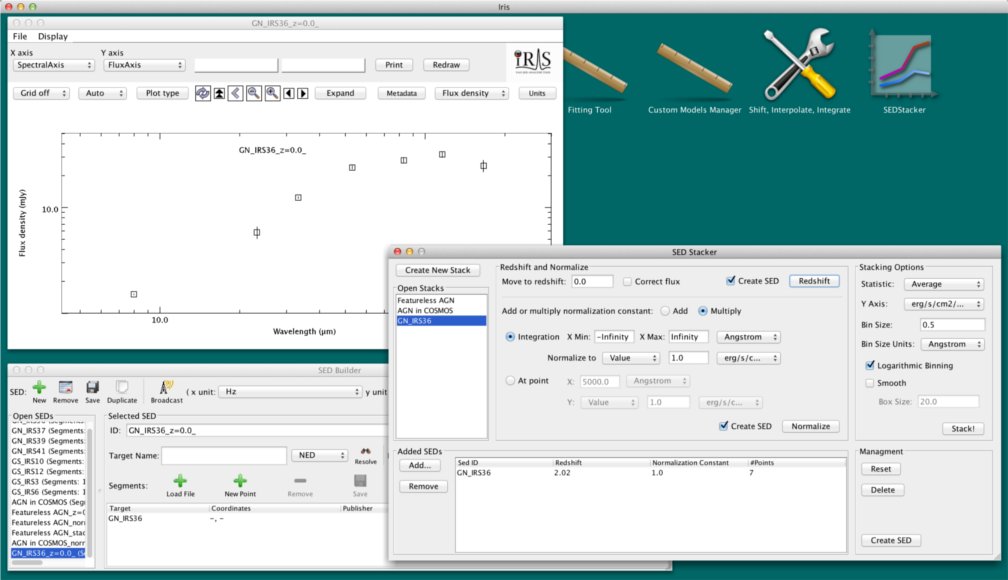 Iris
GN_IRS36_z=0.0_
File Display
X axis
Y axis
SpectralAxis
FluxAxis
Print
Redraw
IRIS
Grid off
Auto
Plot type
Expand
Metadata
Flux density
Units
GN_IRS36_z=0.0_
Flux density (mJy)
10.0
10.0
Wavelength (μm)
Fitting Tool
Custom Models Manager
Shift, Interpolate, Integrate
SEDStacker
SED Builder
SED:
New
Remove
Save
Duplicate
Broadcast
( x unit:
Hz
y unit
Open SEDs
GS_IRS7 (Segments:
GN_IRS39 (Segments:
GN_IRS41 (Segments:
GS_IRS10 (Segments:
GS_IRS12 (Segments:
GS_IRS3 (Segments: 1
GS_IRS6 (Segments: 1
AGN in COSMOS (Seg
Featureless AGN_z=0
Featureless AGN_nor
Featureless AGN_sta
AGN in COSMOS_norr
GN_IRS36_z=0.0_ (S
Selected SED
ID:
GN_IRS36_z=0.0_
Target Name:
NED
Resolve
Segments:
Load File
New Point
Remove
Save
Target
Coordinates
Publisher
GN_IRS36
-, -
SED Stacker
Create New Stack
Open Stacks
Featureless AGN
AGN in COSMOS
GN_IRS36
Redshift and Normalize
Move to redshift:
0.0
Correct flux
Create SED
Redshift
Add or multiply normalization constant:
Add
Multiply
Integration
X Min:
-Infinity
X Max:
Infinity
Angstrom
Normalize to
Value
1.0
erg/s/c...
At point
X:
5000.0
Angstrom
Y:
Value
1.0
erg/s/c...
Create SED
Normalize
Stacking Options
Statistic:
Average
Y Axis:
erg/s/cm2/...
Bin Size:
0.5
Bin Size Units:
Angstrom
Logarithmic Binning
Smooth
Box Size:
20.0
Stack!
Added SEDs
Add...
Remove
Sed ID
Redshift
Normalization Constant
#Points
GN_IRS36
2.02
1.0
7
Managment
Reset
Delete
Create SED